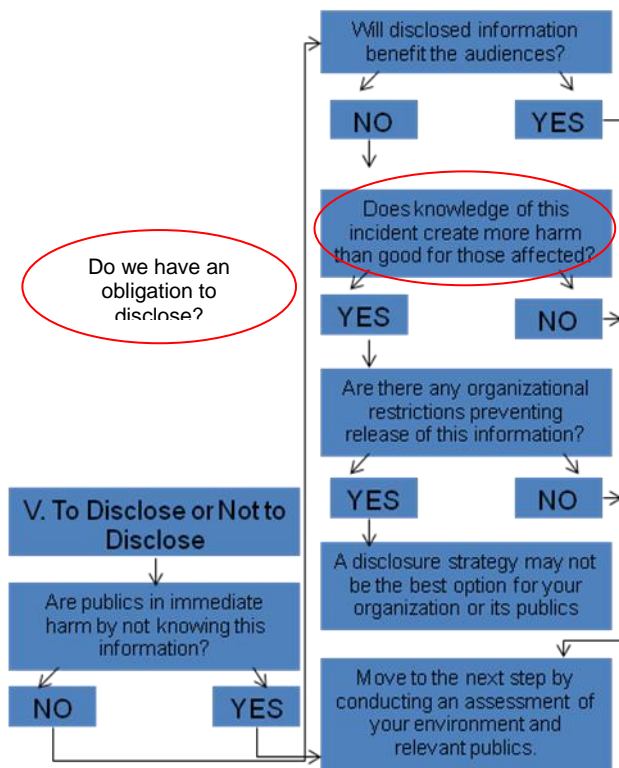 Will disclosed information
benefit the audiences?
NO
YES
Does knowledge of this
incident create more harm
than good for those affected?
YES
NO
Are there any organizational
restrictions preventing
release of this information?
YES
NO
A disclosure strategy may not
be the best option for your
organization or its publics
Move to the next step by
conducting an assessment of
your environment and
relevant publics.
Do we have an
obligation to
disclose?
V. To Disclose or Not to
Disclose
Are publics in immediate
harm by not knowing this
information?
NO
YES